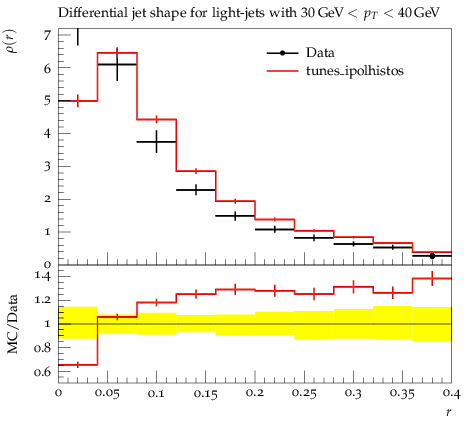 Differential jet shape for light-jets with 30 GeV < p_T < 40 GeV
ρ(r)
Data
tunes_ipolhistos
7
6
5
4
3
2
1
0
MC/Data
1.4
1.2
1
0.8
0.6
0 0.05 0.1 0.15 0.2 0.25 0.3 0.35 0.4
r